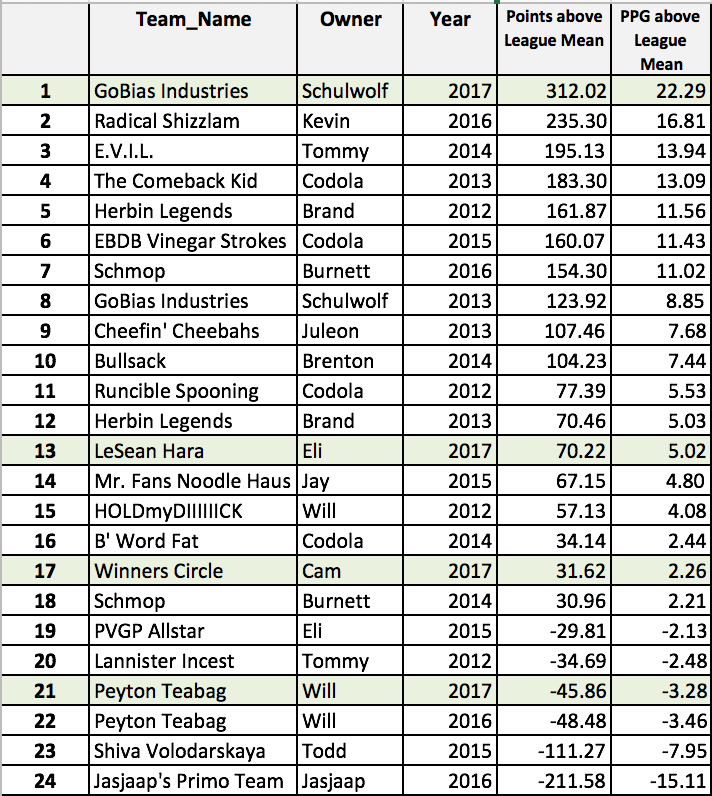 Team_Name Owner Year Points above League Mean PPG above League Mean
1 GoBias Industries Schulwolf 2017 312.02 22.29
2 Radical Shizzlam Kevin 2016 235.30 16.81
3 E.V.I.L. Tommy 2014 195.13 13.94
4 The Comeback Kid Codola 2013 183.30 13.09
5 Herbin Legends Brand 2012 161.87 11.56
6 EBDB Vinegar Strokes Codola 2015 160.07 11.43
7 Schmop Burnett 2016 154.30 11.02
8 GoBias Industries Schulwolf 2013 123.92 8.85
9 Cheefin' Cheebahs Juleon 2013 107.46 7.68
10 Bullsack Brenton 2014 104.23 7.44
11 Runcible Spooning Codola 2012 77.39 5.53
12 Herbin Legends Brand 2013 70.46 5.03
13 LeSean Hara Eli 2017 70.22 5.02
14 Mr. Fans Noodle Haus Jay 2015 67.15 4.80
15 HOLDmyDIIIIIICK Will 2012 57.13 4.08
16 B' Word Fat Codola 2014 34.14 2.44
17 Winners Circle Cam 2017 31.62 2.26
18 Schmop Burnett 2014 30.96 2.21
19 PVGP Allstar Eli 2015 -29.81 -2.13
20 Lannister Incest Tommy 2012 -34.69 -2.48
21 Peyton Teabag Will 2017 -45.86 -3.28
22 Peyton Teabag Will 2016 -48.48 -3.46
23 Shiva Volodarskaya Todd 2015 -111.27 -7.95
24 Jasjaap's Primo Team Jasjaap 2016 -211.58 -15.11